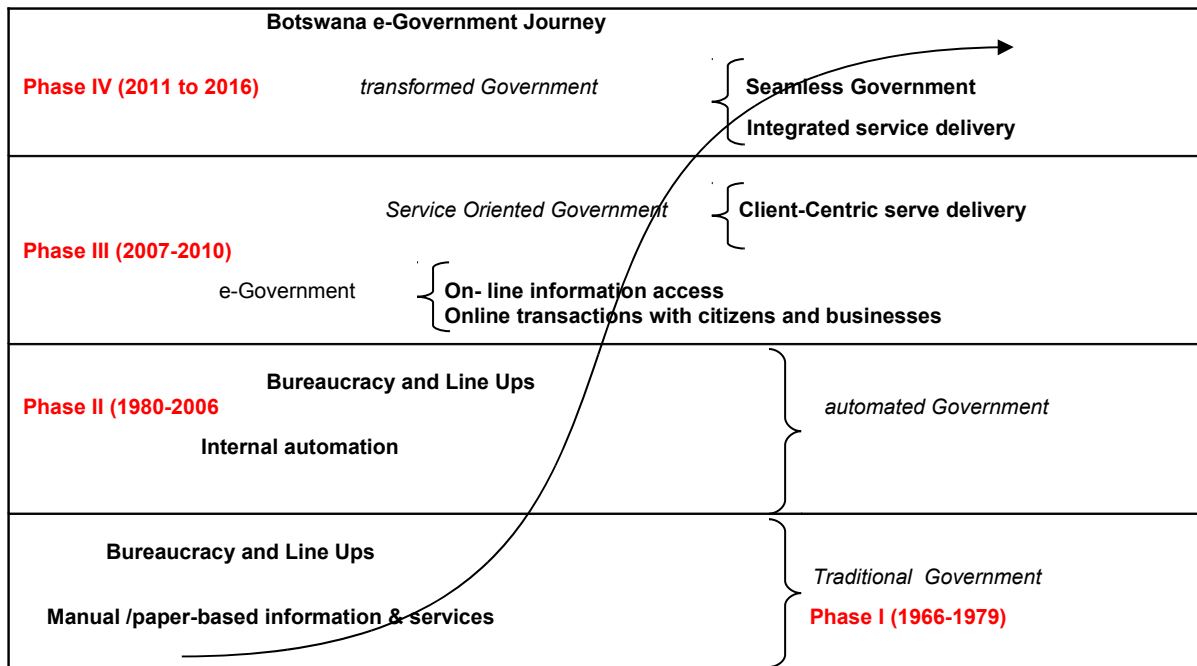 Botswana e-Government Journey
Phase IV (2011 to 2016)
transformed Government
Seamless Government
Integrated service delivery
Service Oriented Government
Client-Centric serve delivery
Phase III (2007-2010)
e-Government
On- line information access
Online transactions with citizens and businesses
Bureaucracy and Line Ups
Phase II (1980-2006
automated Government
Internal automation
Bureaucracy and Line Ups
Traditional Government
Manual /paper-based information & services
Phase I (1966-1979)